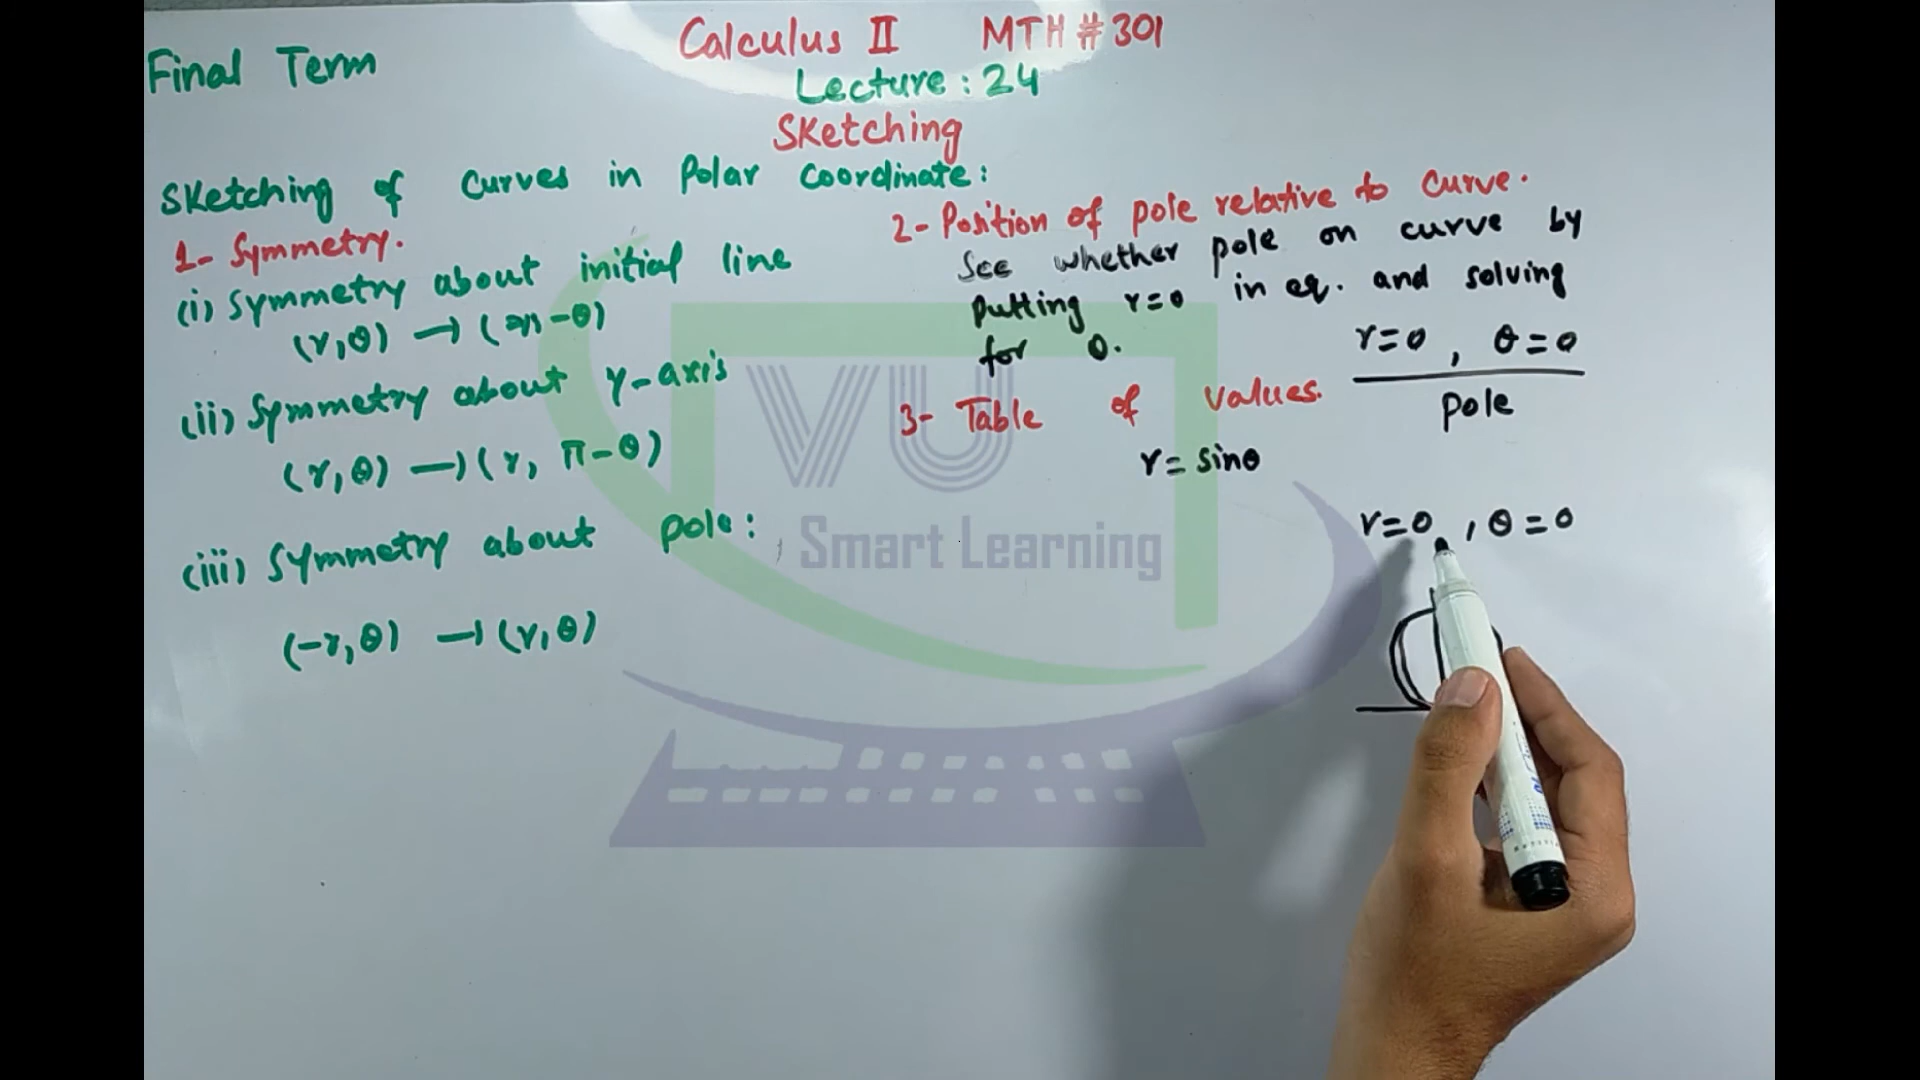 Final Term
Calculus II MTH # 301
Lecture : 24
Sketching
Sketching of Curves in Polar Coordinate:
1- Symmetry.
(i) Symmetry about initial line
(r,θ) → (2π-θ)
(ii) Symmetry about y-axis
(r,θ) → (r, π-θ)
(iii) Symmetry about pole:
(-r,θ) → (r,θ)
2- Position of pole relative to curve.
See whether pole on curve by
putting r=0 in eq. and solving
for θ.
r=0, θ=0
pole
3- Table of values.
r = sinθ
r=0, θ=0
VU
Smart Learning